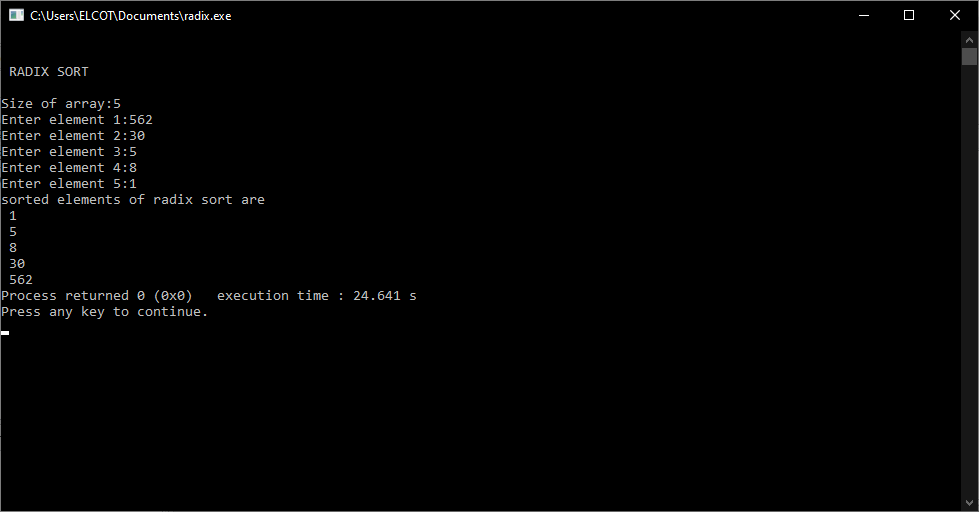 C:\Users\ELCOT\Documents\radix.exe
RADIX SORT
Size of array:5
Enter element 1:562
Enter element 2:30
Enter element 3:5
Enter element 4:8
Enter element 5:1
sorted elements of radix sort are
1
5
8
30
562
Process returned 0 (0x0)   execution time : 24.641 s
Press any key to continue.